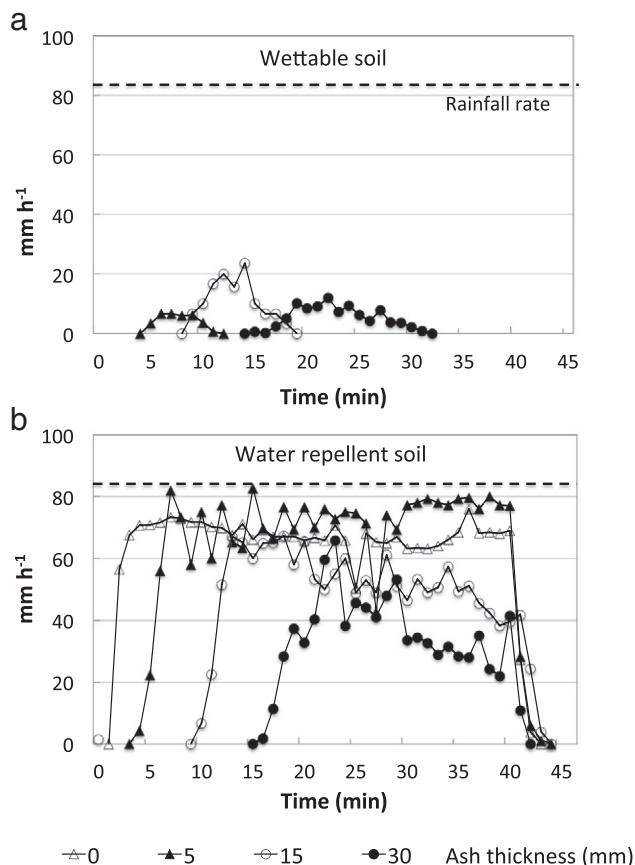 a
100
Wettable soil
80
Rainfall rate
60
mm h⁻¹
40
20
0
0 5 10 15 20 25 30 35 40 45
Time (min)
b
100
Water repellent soil
80
60
mm h⁻¹
40
20
0
0 5 10 15 20 25 30 35 40 45
Time (min)
0 5 15 30 Ash thickness (mm)